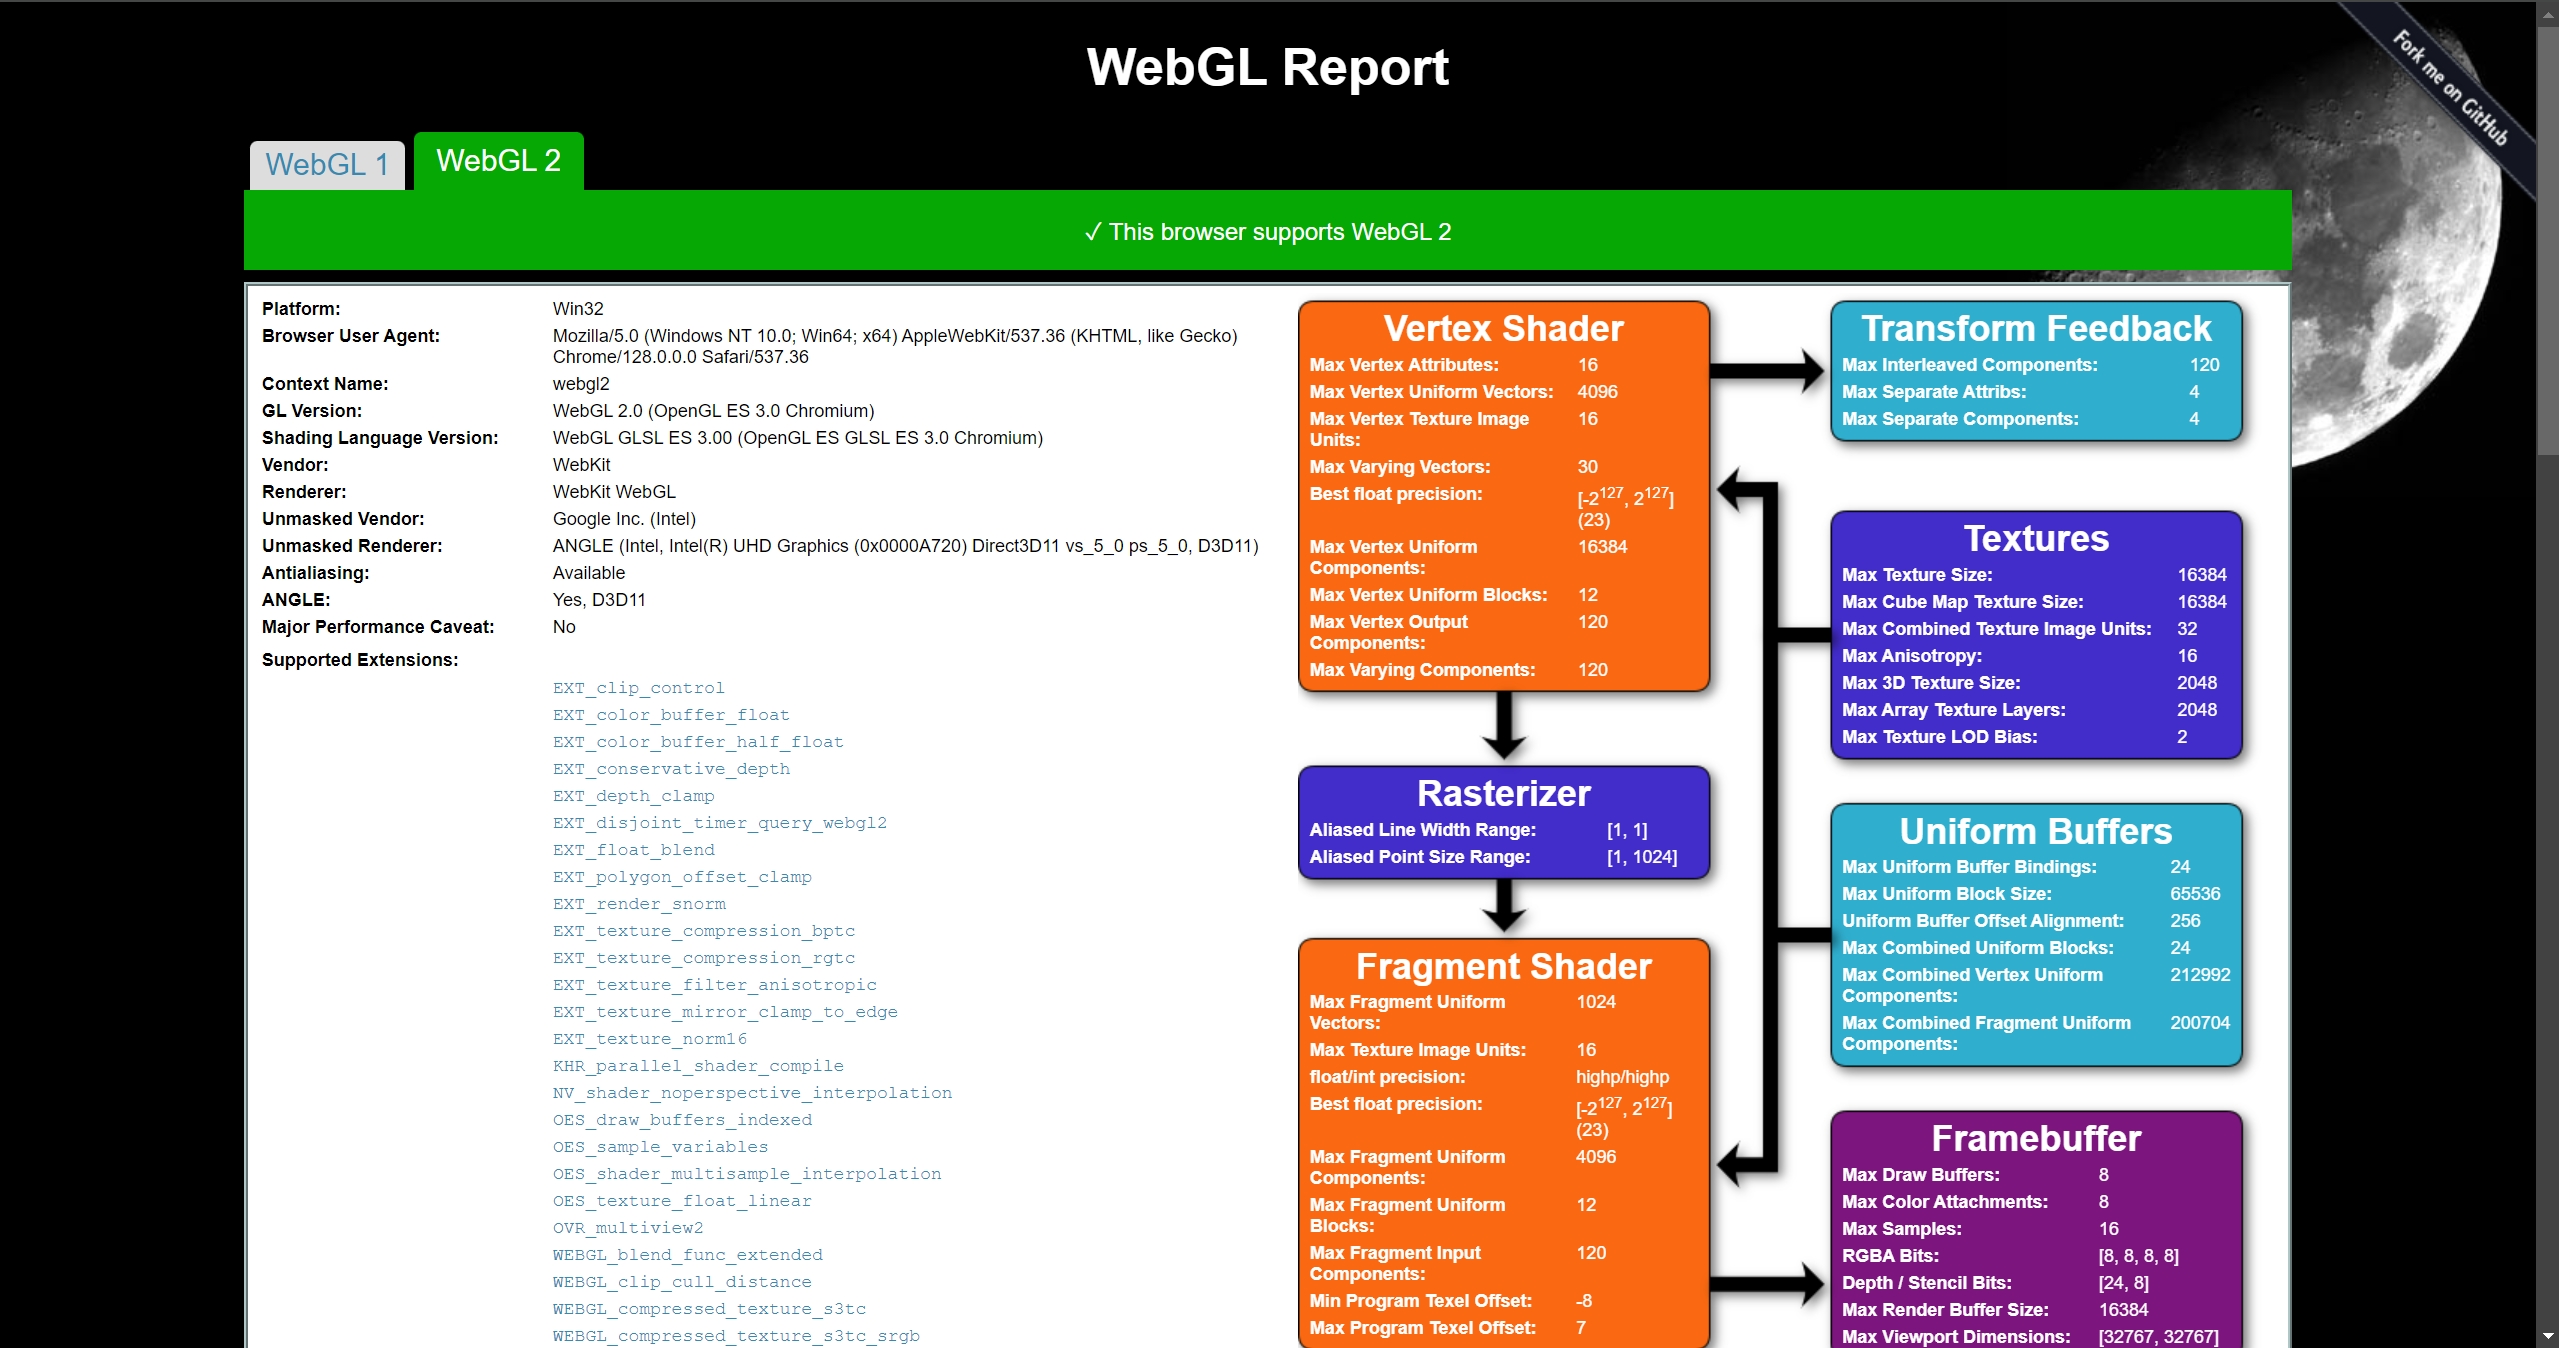 WebGL Report
Fork me on GitHub
WebGL 1
WebGL 2
✓ This browser supports WebGL 2
Platform: Win32
Browser User Agent: Mozilla/5.0 (Windows NT 10.0; Win64; x64) AppleWebKit/537.36 (KHTML, like Gecko)
Chrome/128.0.0.0 Safari/537.36
Context Name: webgl2
GL Version: WebGL 2.0 (OpenGL ES 3.0 Chromium)
Shading Language Version: WebGL GLSL ES 3.00 (OpenGL ES GLSL ES 3.0 Chromium)
Vendor: WebKit
Renderer: WebKit WebGL
Unmasked Vendor: Google Inc. (Intel)
Unmasked Renderer: ANGLE (Intel, Intel(R) UHD Graphics (0x0000A720) Direct3D11 vs_5_0 ps_5_0, D3D11)
Antialiasing: Available
ANGLE: Yes, D3D11
Major Performance Caveat: No
Supported Extensions:
EXT_clip_control
EXT_color_buffer_float
EXT_color_buffer_half_float
EXT_conservative_depth
EXT_depth_clamp
EXT_disjoint_timer_query_webgl2
EXT_float_blend
EXT_polygon_offset_clamp
EXT_render_snorm
EXT_texture_compression_bptc
EXT_texture_compression_rgtc
EXT_texture_filter_anisotropic
EXT_texture_mirror_clamp_to_edge
EXT_texture_norm16
KHR_parallel_shader_compile
NV_shader_noperspective_interpolation
OES_draw_buffers_indexed
OES_sample_variables
OES_shader_multisample_interpolation
OES_texture_float_linear
OVR_multiview2
WEBGL_blend_func_extended
WEBGL_clip_cull_distance
WEBGL_compressed_texture_s3tc
WEBGL_compressed_texture_s3tc_srgb
Vertex Shader
Max Vertex Attributes: 16
Max Vertex Uniform Vectors: 4096
Max Vertex Texture Image 16
Units:
Max Varying Vectors: 30
Best float precision: [-2^127, 2^127]
(23)
Max Vertex Uniform 16384
Components:
Max Vertex Uniform Blocks: 12
Max Vertex Output 120
Components:
Max Varying Components: 120
Rasterizer
Aliased Line Width Range: [1, 1]
Aliased Point Size Range: [1, 1024]
Fragment Shader
Max Fragment Uniform 1024
Vectors:
Max Texture Image Units: 16
float/int precision: highp/highp
Best float precision: [-2^127, 2^127]
(23)
Max Fragment Uniform 4096
Components:
Max Fragment Uniform 12
Blocks:
Max Fragment Input 120
Components:
Min Program Texel Offset: -8
Max Program Texel Offset: 7
Transform Feedback
Max Interleaved Components: 120
Max Separate Attribs: 4
Max Separate Components: 4
Textures
Max Texture Size: 16384
Max Cube Map Texture Size: 16384
Max Combined Texture Image Units: 32
Max Anisotropy: 16
Max 3D Texture Size: 2048
Max Array Texture Layers: 2048
Max Texture LOD Bias: 2
Uniform Buffers
Max Uniform Buffer Bindings: 24
Max Uniform Block Size: 65536
Uniform Buffer Offset Alignment: 256
Max Combined Uniform Blocks: 24
Max Combined Vertex Uniform 212992
Components:
Max Combined Fragment Uniform 200704
Components:
Framebuffer
Max Draw Buffers: 8
Max Color Attachments: 8
Max Samples: 16
RGBA Bits: [8, 8, 8, 8]
Depth / Stencil Bits: [24, 8]
Max Render Buffer Size: 16384
Max Viewport Dimensions: [32767, 32767]